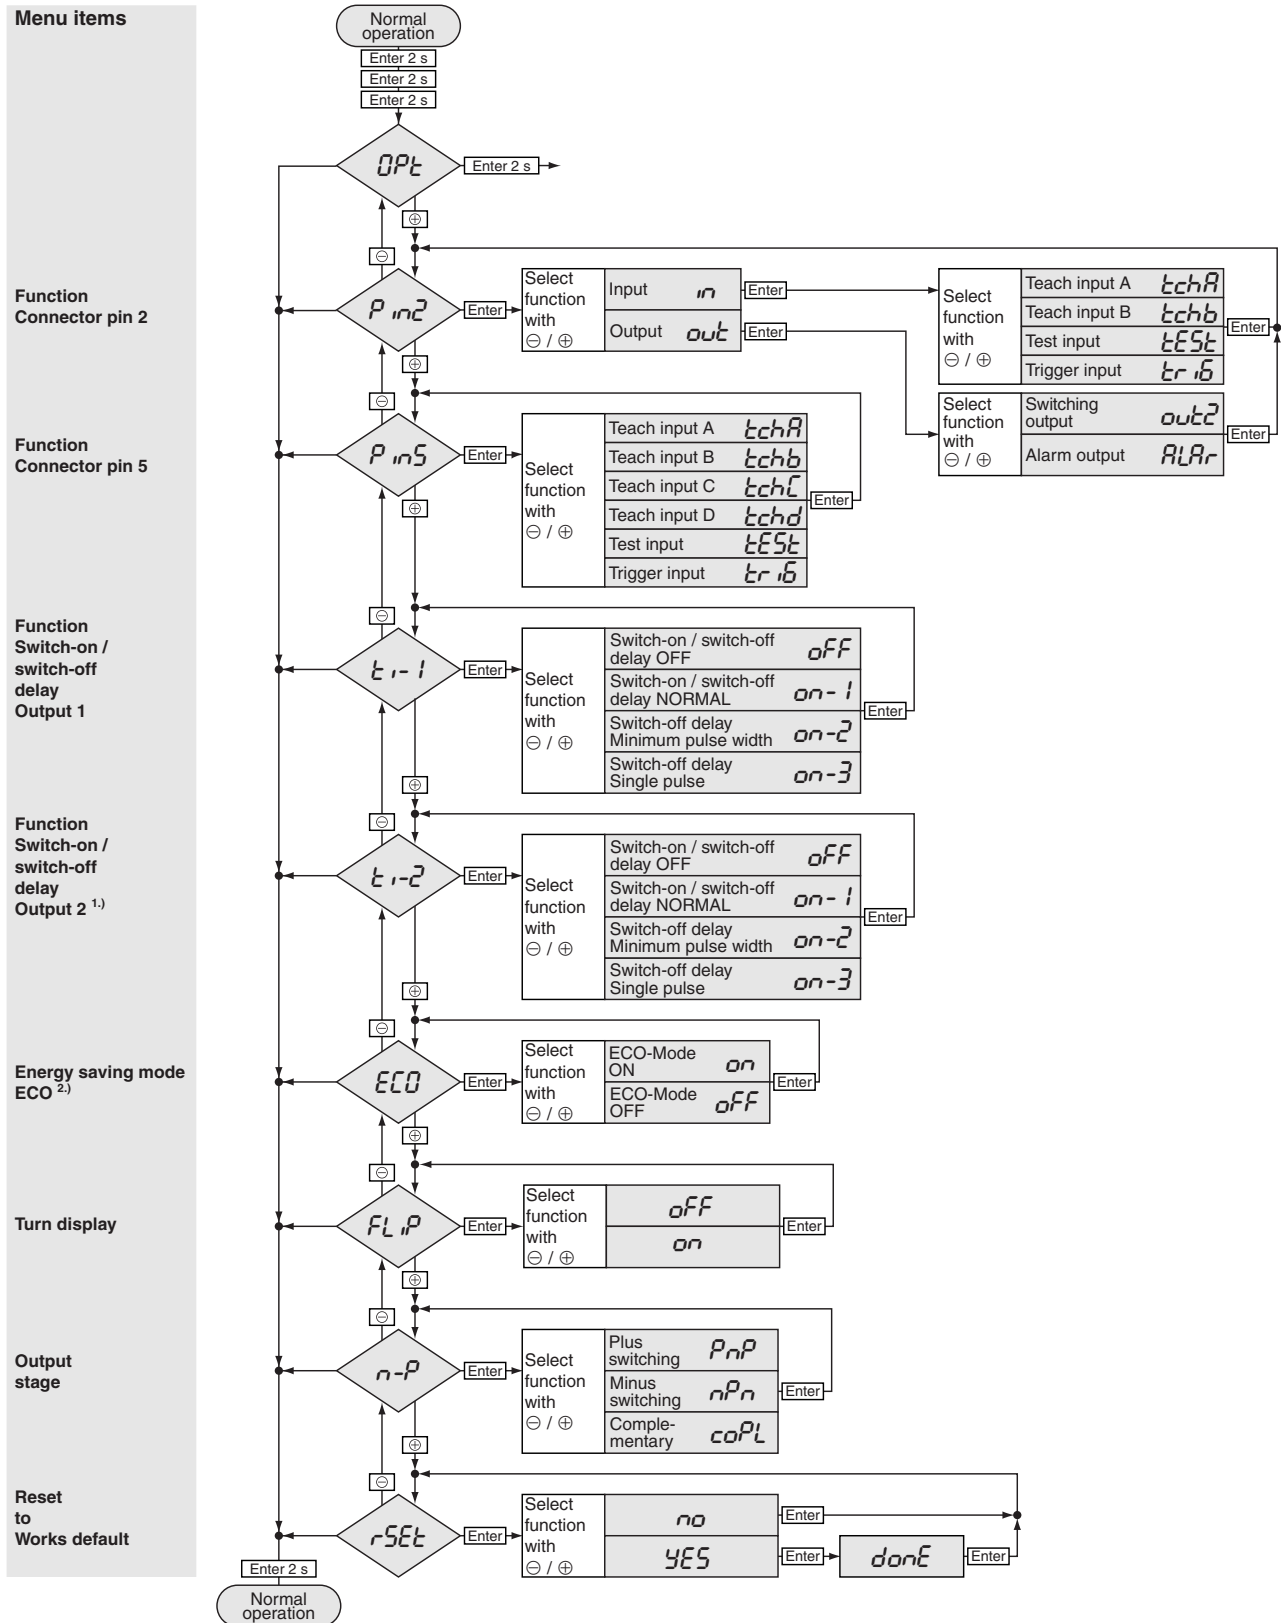 Menu items
Normal
operation
Enter 2 s
Enter 2 s
Enter 2 s
OPt
Enter 2 s
⊕
⊖
Function
Connector pin 2
Pin2
Enter
Select
function
with
⊖ / ⊕
Input in
Enter
Output out
Enter
Select
function
with
⊖ / ⊕
Teach input A tchA
Teach input B tchb
Test input tESt
Trigger input triG
Enter
Select
function
with
⊖ / ⊕
Switching
output out2
Alarm output ALAr
Enter
⊕
⊖
Function
Connector pin 5
Pin5
Enter
Select
function
with
⊖ / ⊕
Teach input A tchA
Teach input B tchb
Teach input C tchC
Teach input D tchd
Test input tESt
Trigger input triG
Enter
⊕
⊖
Function
Switch-on /
switch-off
delay
Output 1
ti-1
Enter
Select
function
with
⊖ / ⊕
Switch-on / switch-off
delay OFF oFF
Switch-on / switch-off
delay NORMAL on-1
Switch-off delay
Minimum pulse width on-2
Switch-off delay
Single pulse on-3
Enter
⊕
⊖
Function
Switch-on /
switch-off
delay
Output 2 1.)
ti-2
Enter
Select
function
with
⊖ / ⊕
Switch-on / switch-off
delay OFF oFF
Switch-on / switch-off
delay NORMAL on-1
Switch-off delay
Minimum pulse width on-2
Switch-off delay
Single pulse on-3
Enter
⊕
⊖
Energy saving mode
ECO 2.)
ECO
Enter
Select
function
with
⊖ / ⊕
ECO-Mode
ON on
ECO-Mode
OFF oFF
Enter
⊕
⊖
Turn display
FLiP
Enter
Select
function
with
⊖ / ⊕
oFF
on
Enter
⊕
⊖
Output
stage
n-P
Enter
Select
function
with
⊖ / ⊕
Plus
switching PnP
Minus
switching nPn
Comple-
mentary coPL
Enter
⊕
⊖
Reset
to
Works default
rSEt
Enter
Select
function
with
⊖ / ⊕
no
Enter
YES
Enter
donE
Enter
Enter 2 s
Normal
operation